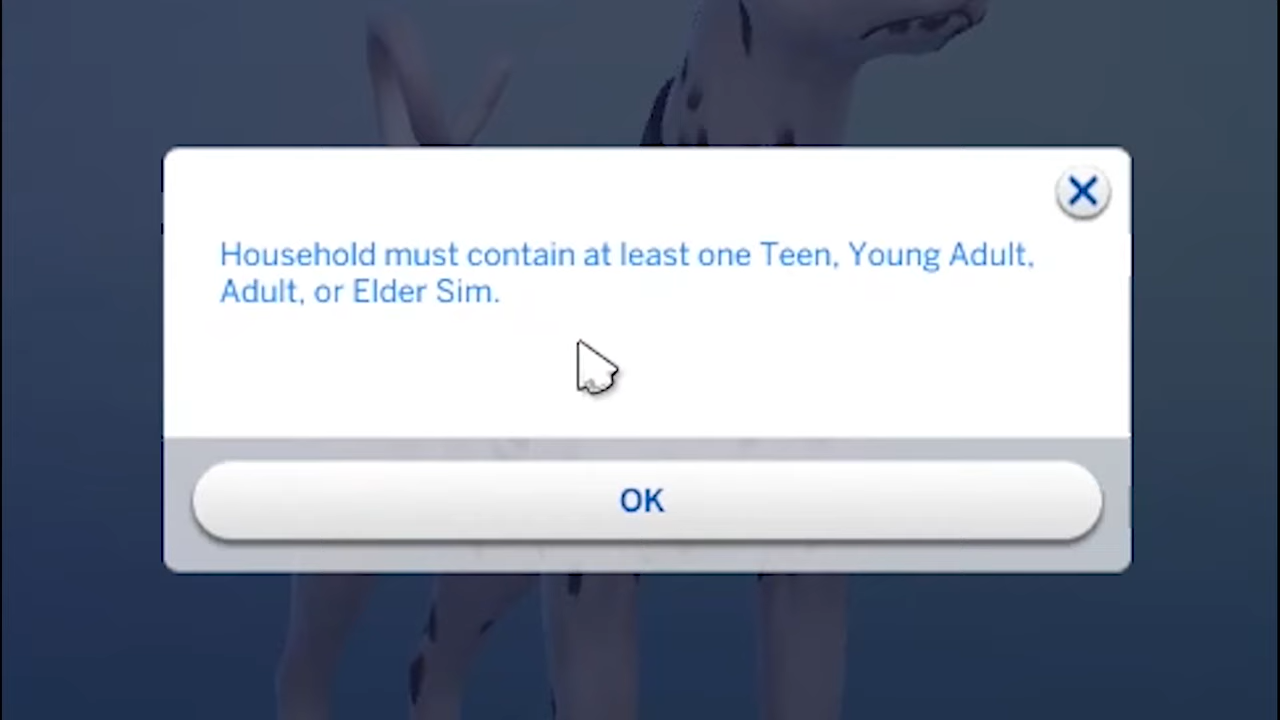 Household must contain at least one Teen, Young Adult,
Adult, or Elder Sim.
OK